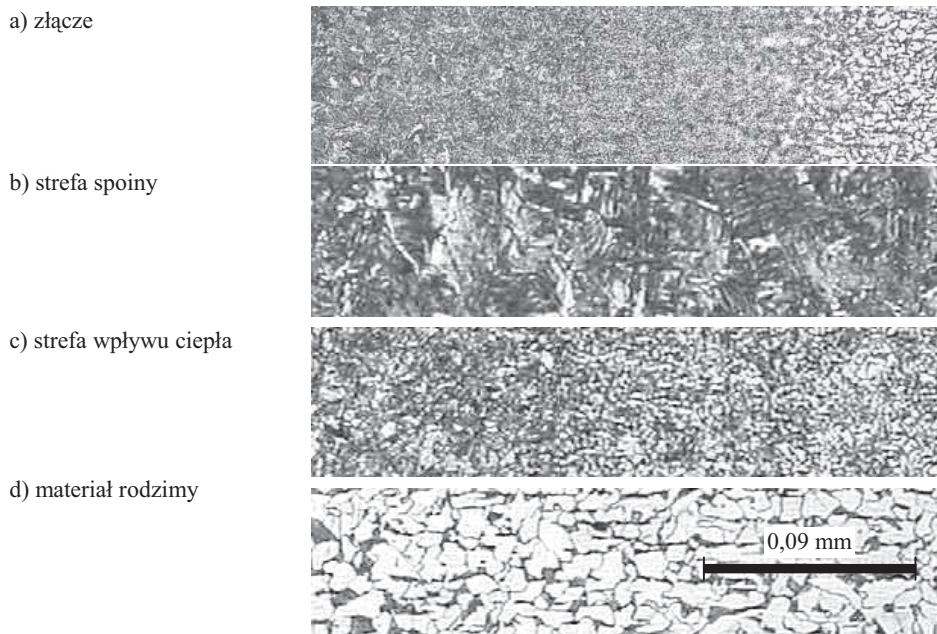 a) złącze
b) strefa spoiny
c) strefa wpływu ciepła
d) materiał rodzimy
0,09 mm